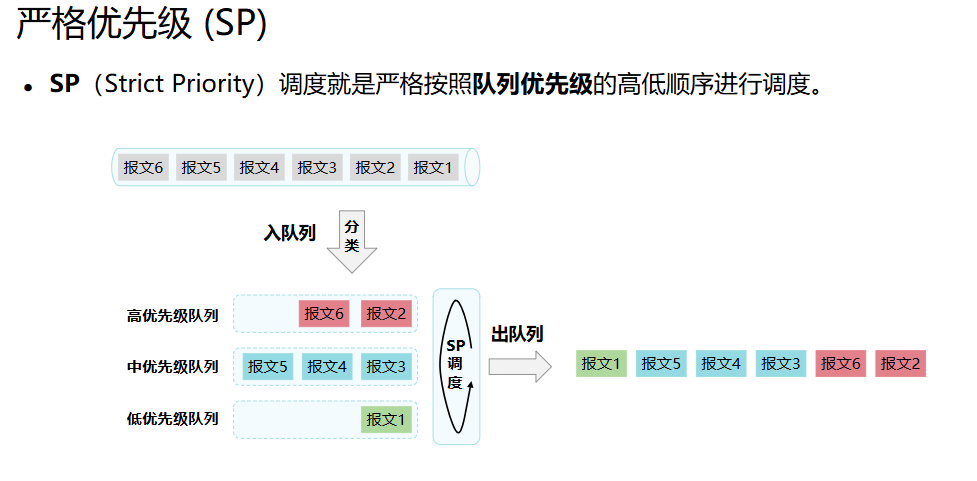 严格优先级 (SP)
• SP（Strict Priority）调度就是严格按照队列优先级的高低顺序进行调度。
报文6 报文5 报文4 报文3 报文2 报文1
入队列
分类
高优先级队列 报文6 报文2
中优先级队列 报文5 报文4 报文3
低优先级队列 报文1
SP调度
出队列
报文1 报文5 报文4 报文3 报文6 报文2